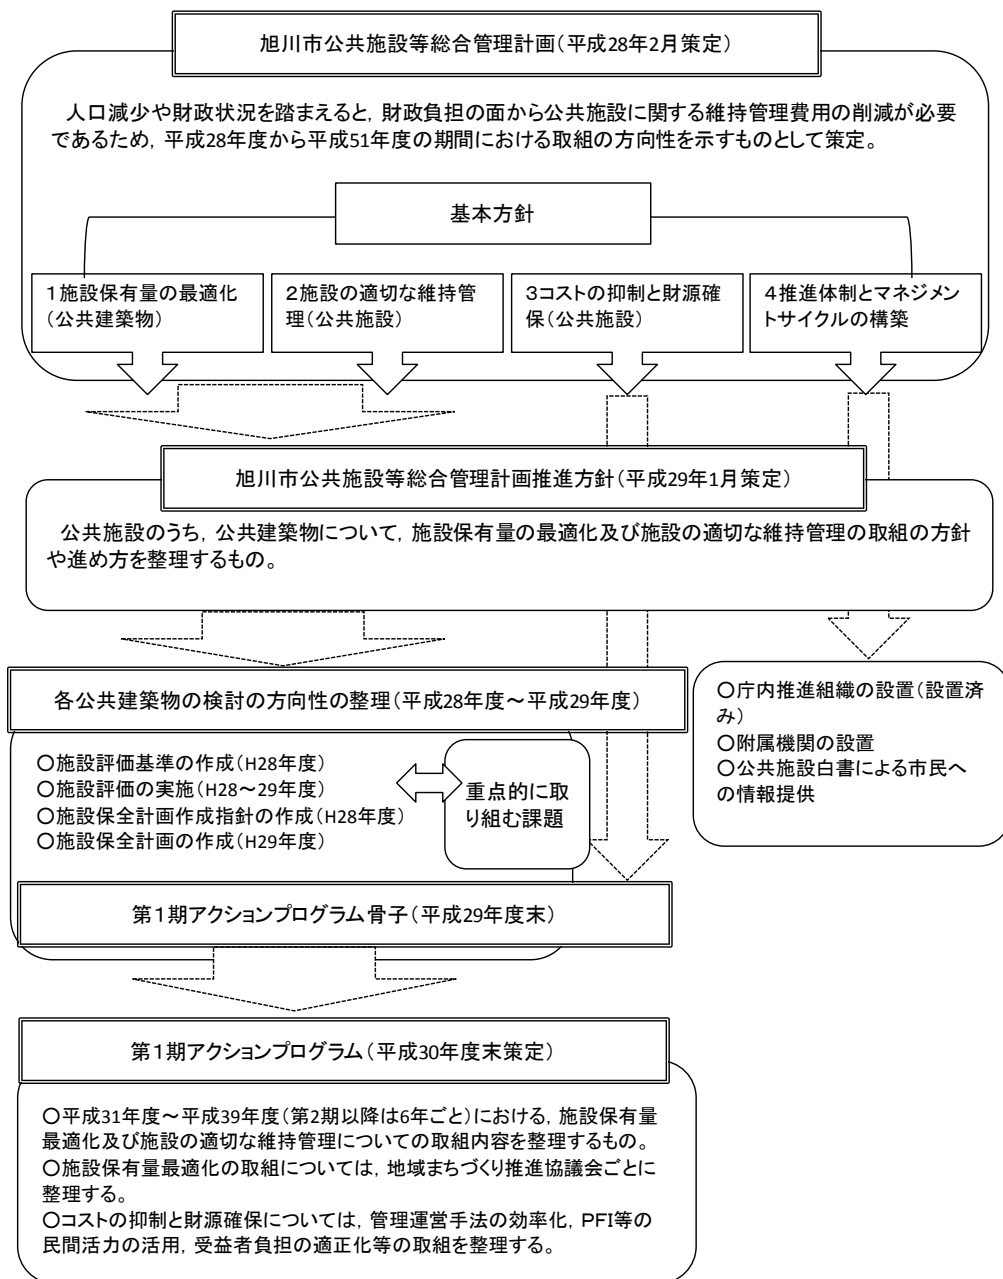 旭川市公共施設等総合管理計画(平成28年2月策定)
人口減少や財政状況を踏まえると，財政負担の面から公共施設に関する維持管理費用の削減が必要
であるため，平成28年度から平成51年度の期間における取組の方向性を示すものとして策定。
基本方針
１施設保有量の最適化
(公共建築物)
２施設の適切な維持管
理(公共施設)
３コストの抑制と財源確
保(公共施設)
４推進体制とマネジメン
トサイクルの構築
旭川市公共施設等総合管理計画推進方針(平成29年1月策定)
公共施設のうち，公共建築物について，施設保有量の最適化及び施設の適切な維持管理の取組の方針
や進め方を整理するもの。
各公共建築物の検討の方向性の整理(平成28年度～平成29年度)
○施設評価基準の作成(H28年度)
○施設評価の実施(H28～29年度)
○施設保全計画作成指針の作成(H28年度)
○施設保全計画の作成(H29年度)
重点的に取
り組む課題
○庁内推進組織の設置(設置済
み)
○附属機関の設置
○公共施設白書による市民へ
の情報提供
第１期アクションプログラム骨子(平成29年度末)
第１期アクションプログラム(平成30年度末策定)
○平成31年度～平成39年度(第2期以降は6年ごと)における，施設保有量
最適化及び施設の適切な維持管理についての取組内容を整理するもの。
○施設保有量最適化の取組については，地域まちづくり推進協議会ごとに
整理する。
○コストの抑制と財源確保については，管理運営手法の効率化，PFI等の
民間活力の活用，受益者負担の適正化等の取組を整理する。